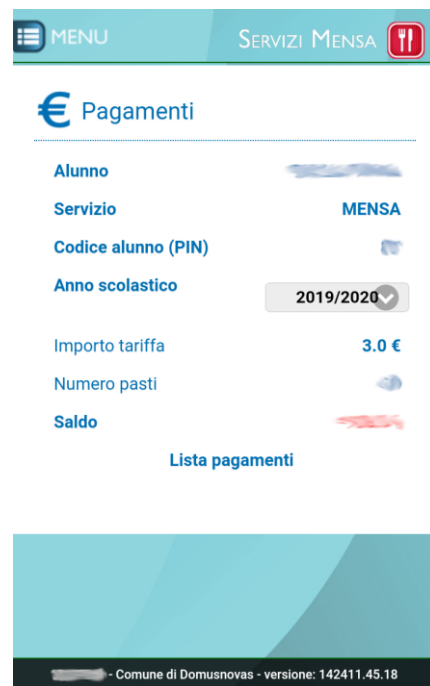 MENU
SERVIZI MENSA
Pagamenti
Alunno
Servizio MENSA
Codice alunno (PIN)
Anno scolastico 2019/2020
Importo tariffa 3.0 €
Numero pasti
Saldo
Lista pagamenti
- Comune di Domusnovas - versione: 142411.45.18